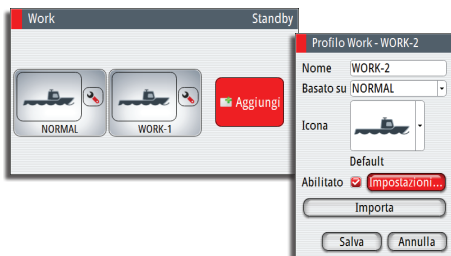 Work Standby
NORMAL
WORK-1
Aggiungi
Profilo Work - WORK-2
Nome WORK-2
Basato su NORMAL
Icona
Default
Abilitato Impostazioni...
Importa
Salva Annulla